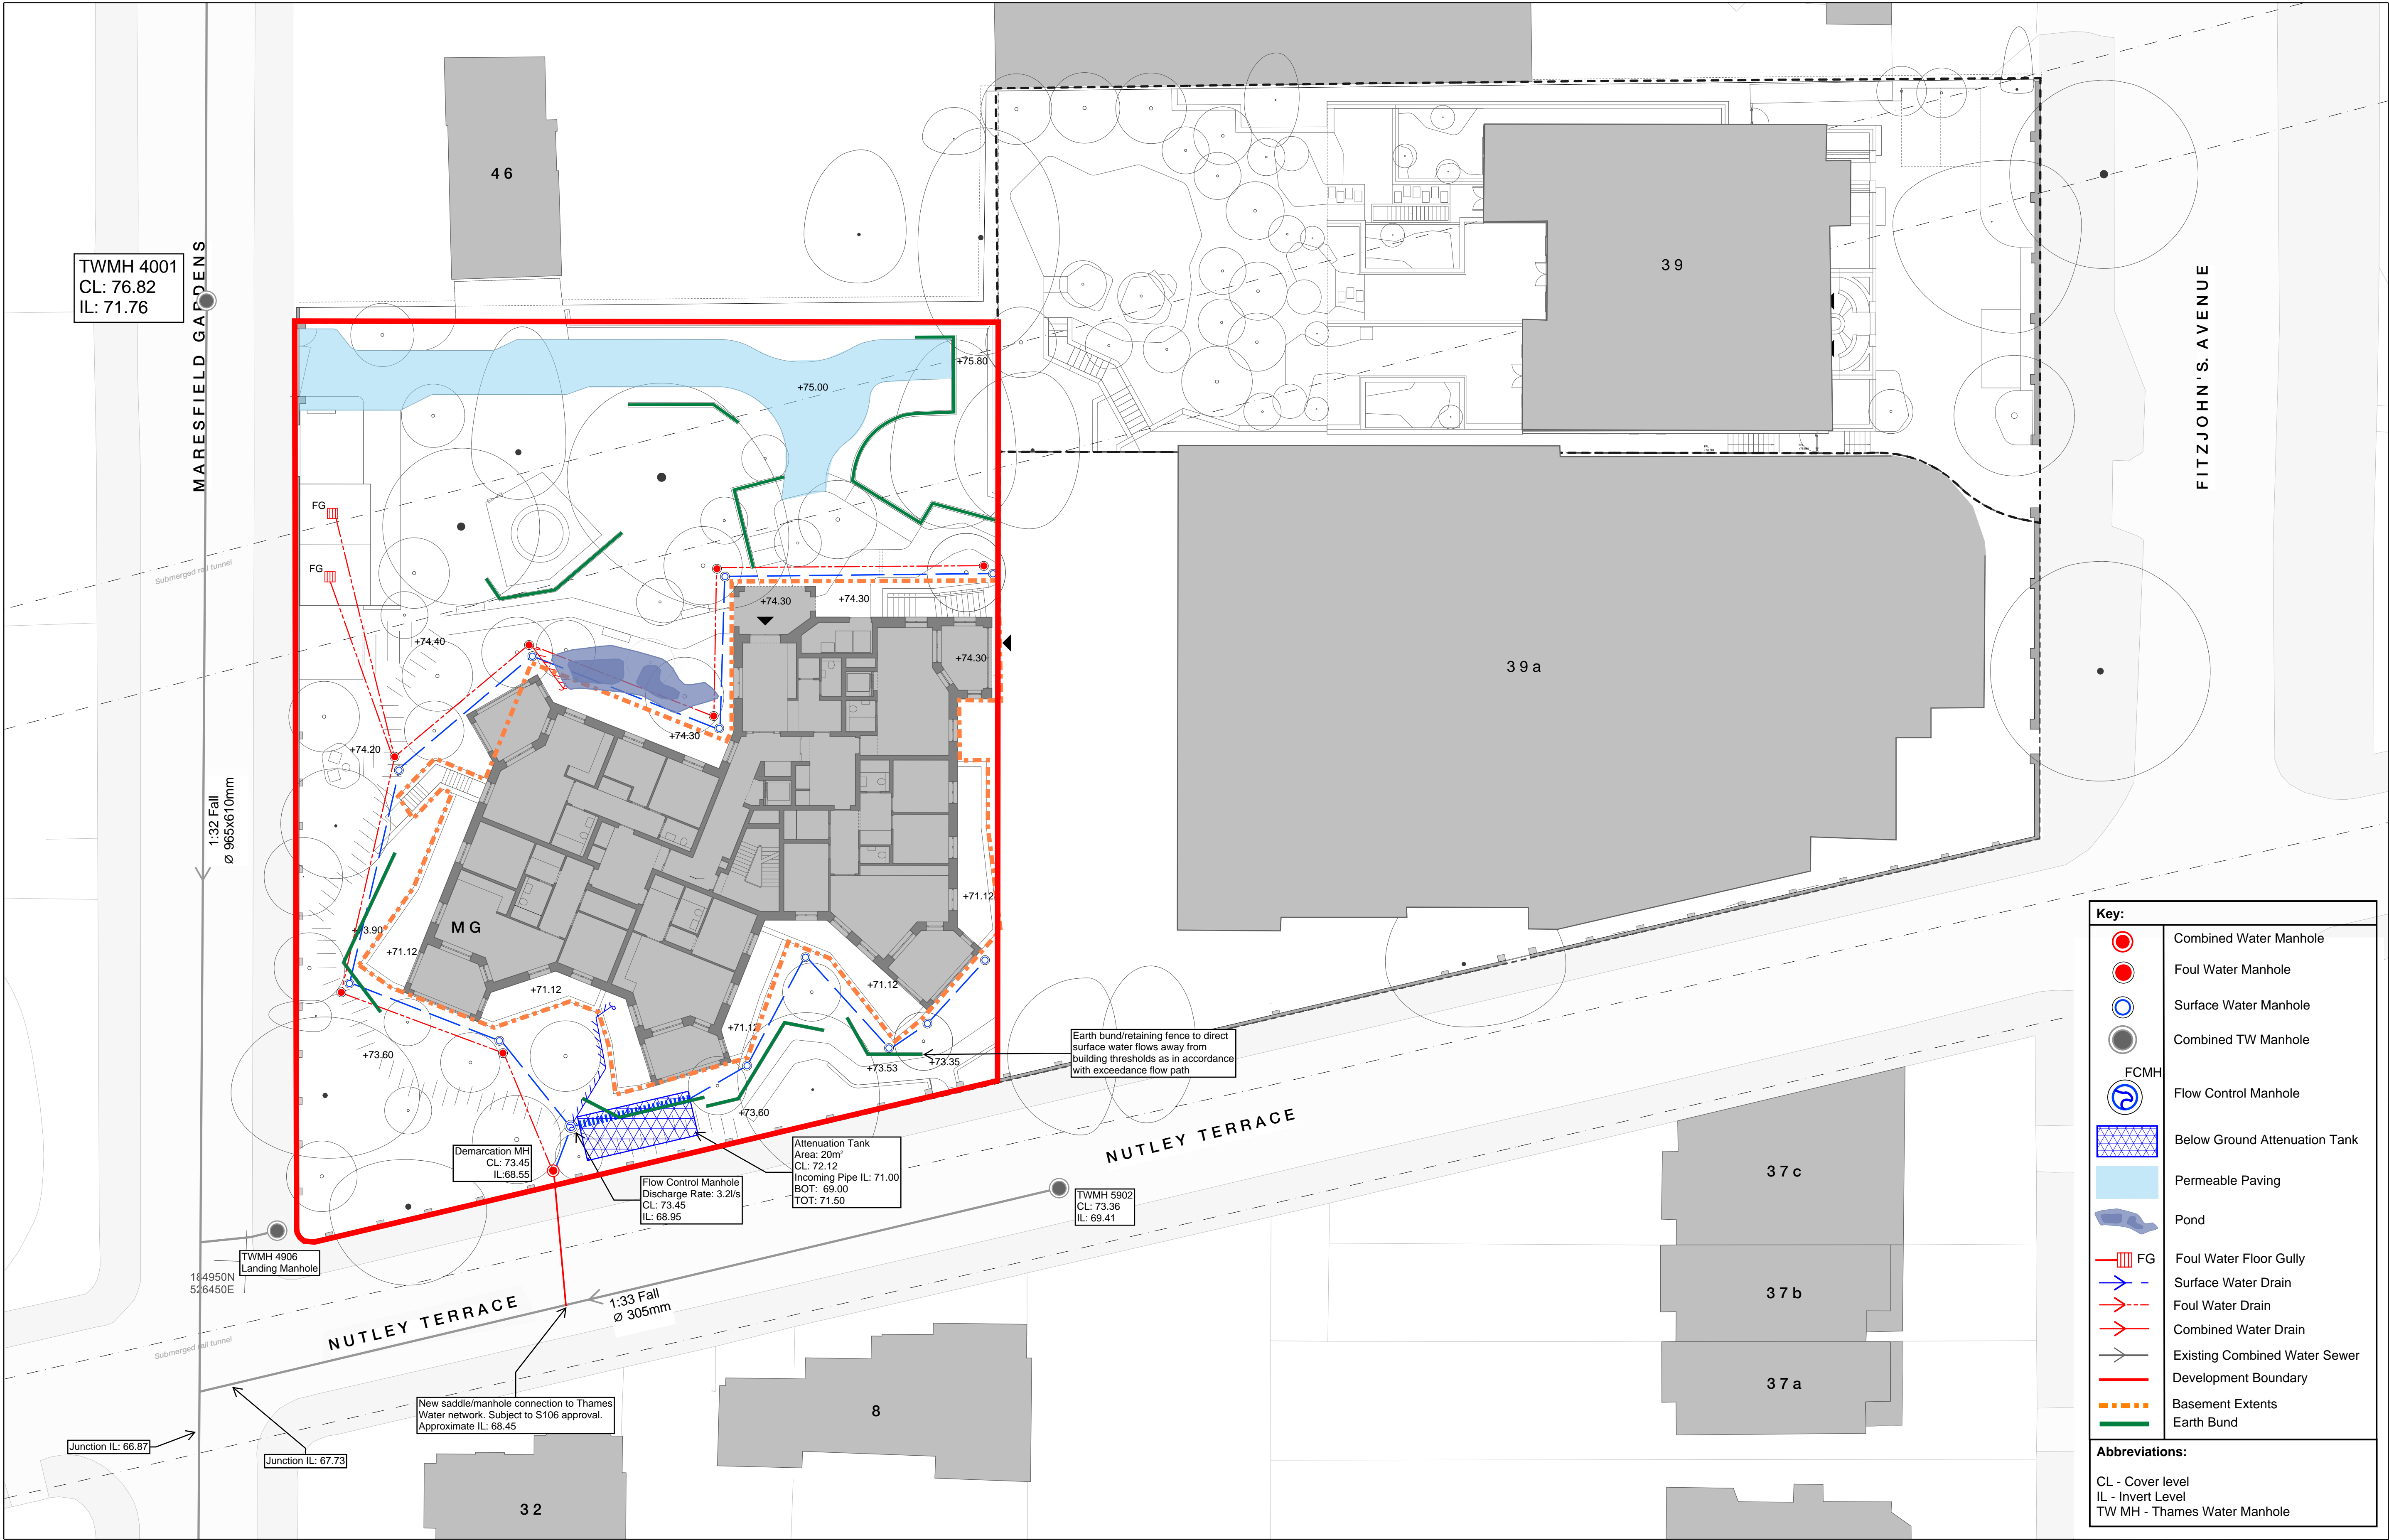 46
TWMH 4001
CL: 76.82
IL: 71.76
MARESFIELD GARDENS
39
FITZJOHN'S. AVENUE
+75.80
+75.00
FG
FG
Submerged rail tunnel
+74.30
+74.30
+74.40
+74.30
39a
+74.30
+74.20
1:32 Fall
Ø 965x610mm
+71.12
MG
+73.90
+71.12
+71.12
+71.12
+71.12
+73.60
+73.53
+73.35
+73.60
Earth bund/retaining fence to direct
surface water flows away from
building thresholds as in accordance
with exceedance flow path
NUTLEY TERRACE
Demarcation MH
CL: 73.45
IL:68.55
Flow Control Manhole
Discharge Rate: 3.2l/s
CL: 73.45
IL: 68.95
Attenuation Tank
Area: 20m²
CL: 72.12
Incoming Pipe IL: 71.00
BOT: 69.00
TOT: 71.50
TWMH 5902
CL: 73.36
IL: 69.41
37c
TWMH 4906
Landing Manhole
184950N
526450E
37b
1:33 Fall
Ø 305mm
NUTLEY TERRACE
Submerged rail tunnel
37a
New saddle/manhole connection to Thames
Water network. Subject to S106 approval.
Approximate IL: 68.45
8
Junction IL: 66.87
Junction IL: 67.73
32
Key:
Combined Water Manhole
Foul Water Manhole
Surface Water Manhole
Combined TW Manhole
FCMH
Flow Control Manhole
Below Ground Attenuation Tank
Permeable Paving
Pond
FG
Foul Water Floor Gully
Surface Water Drain
Foul Water Drain
Combined Water Drain
Existing Combined Water Sewer
Development Boundary
Basement Extents
Earth Bund
Abbreviations:
CL - Cover level
IL - Invert Level
TW MH - Thames Water Manhole